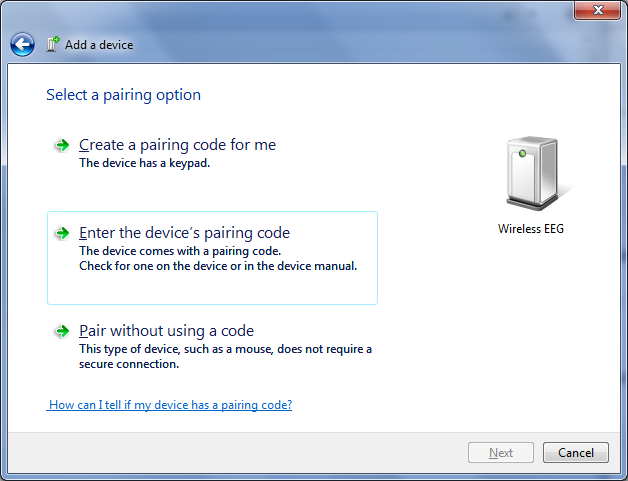 Add a device
Select a pairing option
Create a pairing code for me
The device has a keypad.
Enter the device's pairing code
The device comes with a pairing code.
Check for one on the device or in the device manual.
Pair without using a code
This type of device, such as a mouse, does not require a
secure connection.
How can I tell if my device has a pairing code?
Wireless EEG
Next
Cancel